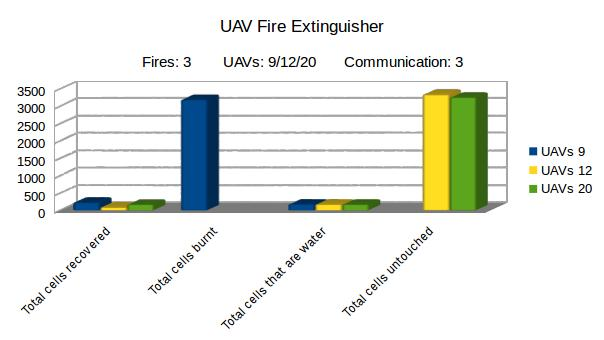 UAV Fire Extinguisher
Fires: 3 UAVs: 9/12/20 Communication: 3
3500
3000
2500
2000
1500
1000
500
0
UAVs 9
UAVs 12
UAVs 20
Total cells recovered
Total cells burnt
Total cells that are water
Total cells untouched